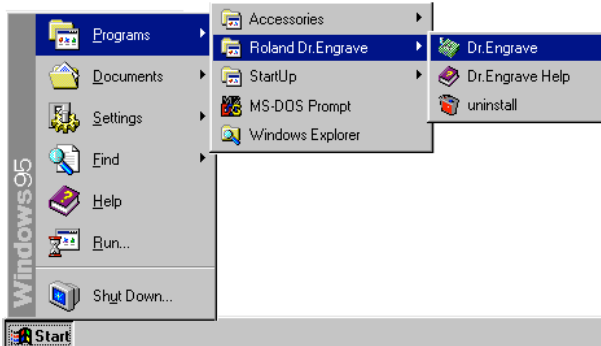 Programs
Documents
Settings
Find
Help
Run...
Shut Down...
Windows95
Start
Accessories
Roland Dr.Engrave
StartUp
MS-DOS Prompt
Windows Explorer
Dr.Engrave
Dr.Engrave Help
uninstall